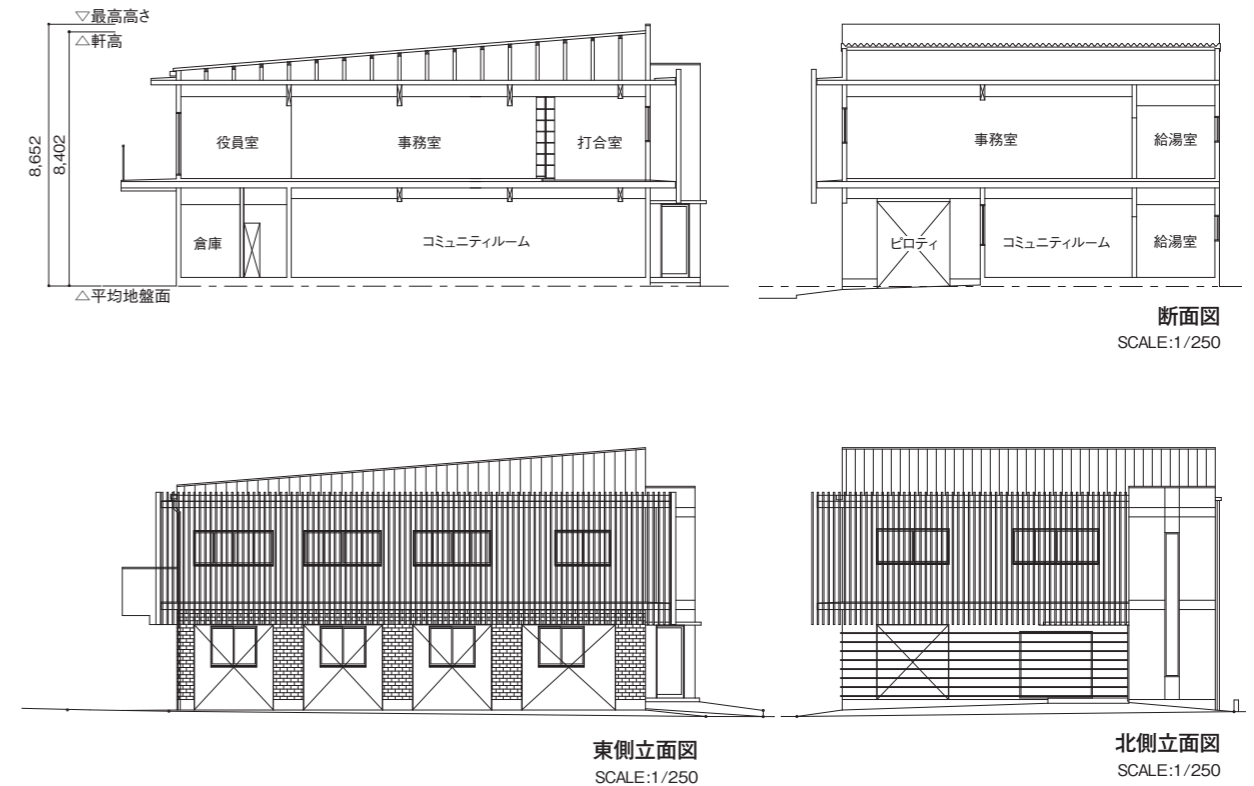 ▽最高高さ
△軒高
8,652
8,402
役員室
事務室
打合室
倉庫
コミュニティルーム
△平均地盤面
事務室
給湯室
ピロティ
コミュニティルーム
給湯室
断面図
SCALE:1/250
東側立面図
SCALE:1/250
北側立面図
SCALE:1/250